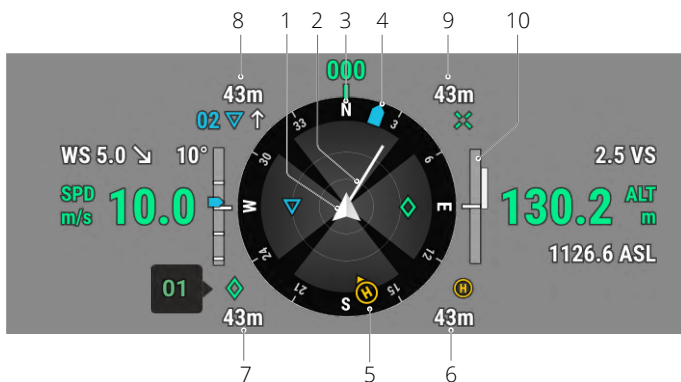 8 1 2 3 4 9 10
000
43m 43m
02 N
33 3
WS 5.0 10° 30 6 2.5 VS
SPD m/s 10.0 W E 130.2 ALT m
24 12 1126.6 ASL
01 21 S H 15 H
43m 43m
7 5 6